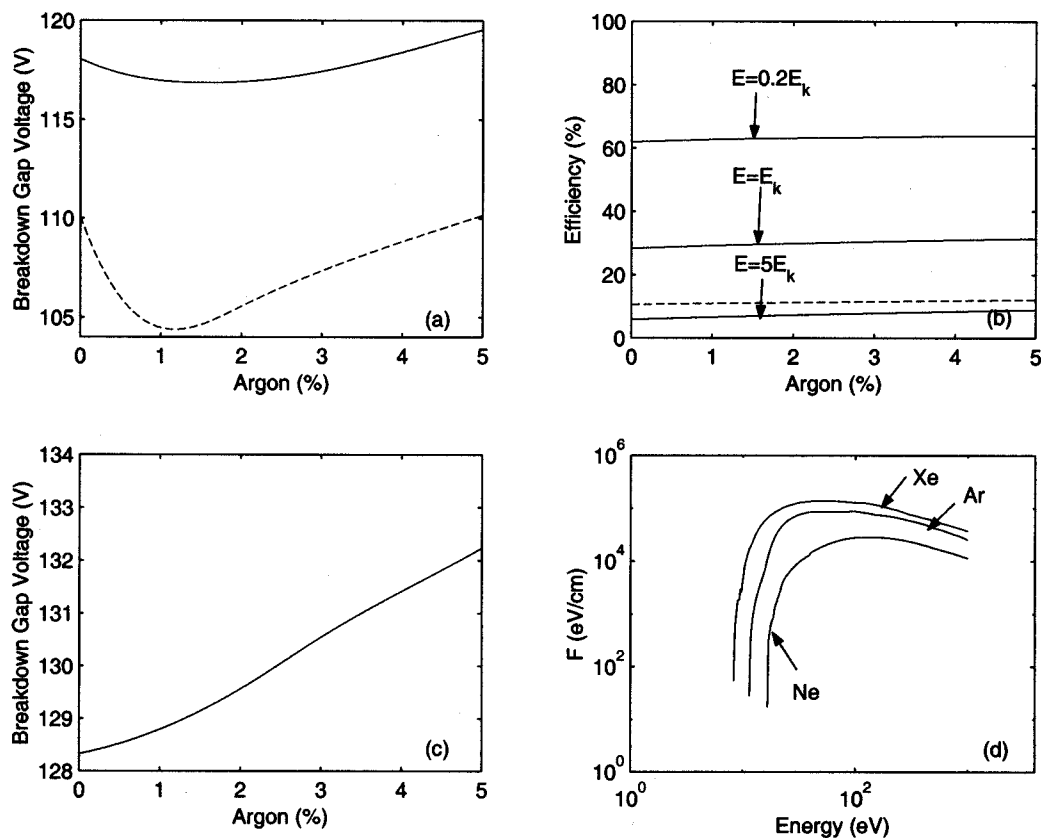 120
115
110
105
Breakdown Gap Voltage (V)
(a)
0 1 2 3 4 5
Argon (%)
100
80
60
40
20
0
Efficiency (%)
E=0.2E_k
E=E_k
E=5E_k
(b)
0 1 2 3 4 5
Argon (%)
134
133
132
131
130
129
128
Breakdown Gap Voltage (V)
(c)
0 1 2 3 4 5
Argon (%)
10^6
10^4
10^2
10^0
F (eV/cm)
Xe
Ar
Ne
(d)
10^0 10^2
Energy (eV)